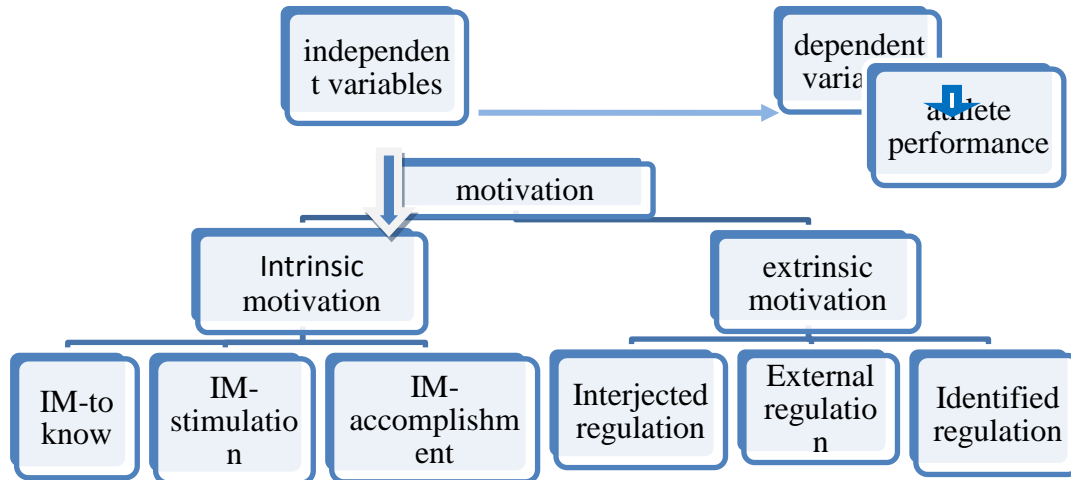 independen
t variables
dependent
varia
athlete
performance
motivation
Intrinsic
motivation
extrinsic
motivation
IM-to
know
IM-
stimulatio
n
IM-
accomplishm
ent
Interjected
regulation
External
regulatio
n
Identified
regulation